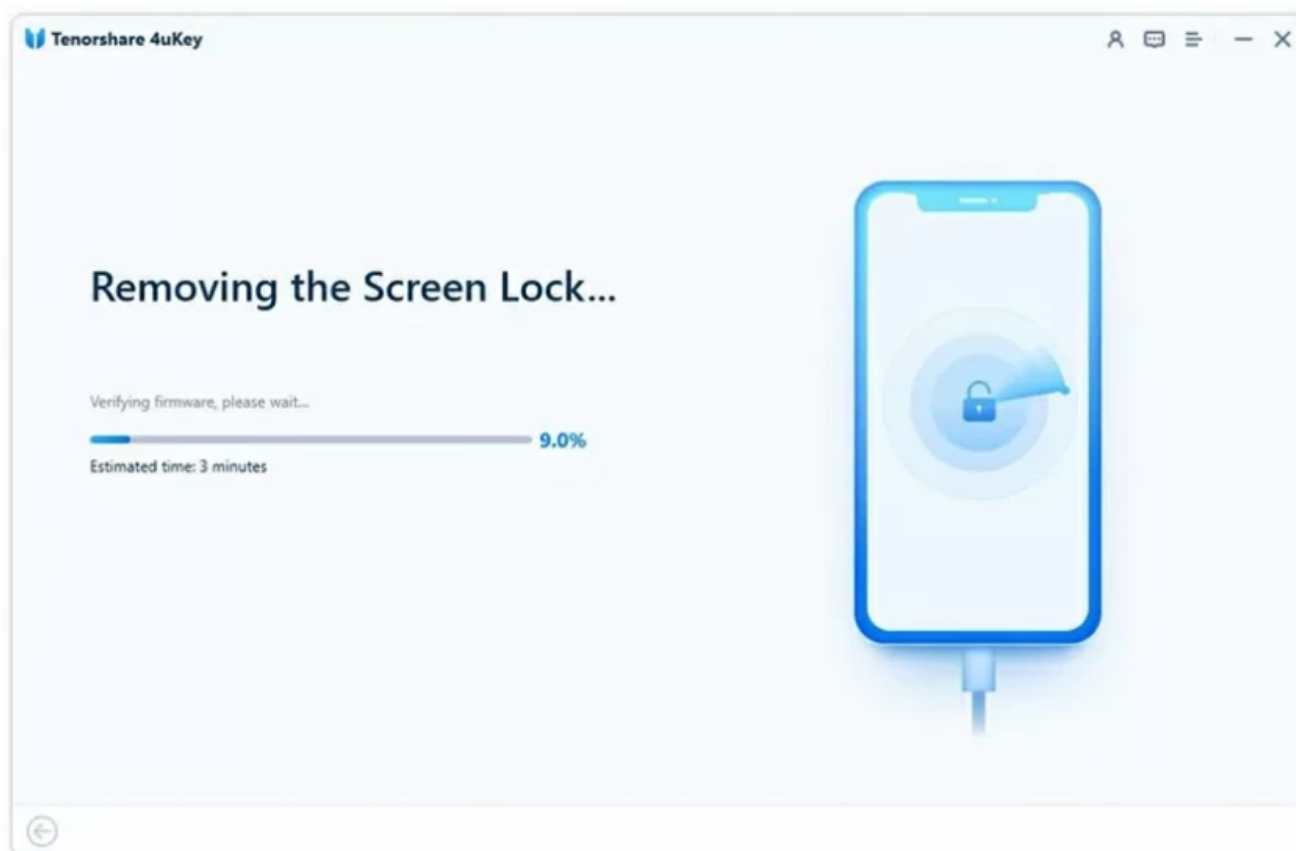 Tenorshare 4uKey
Removing the Screen Lock...
Verifying firmware, please wait...
9.0%
Estimated time: 3 minutes